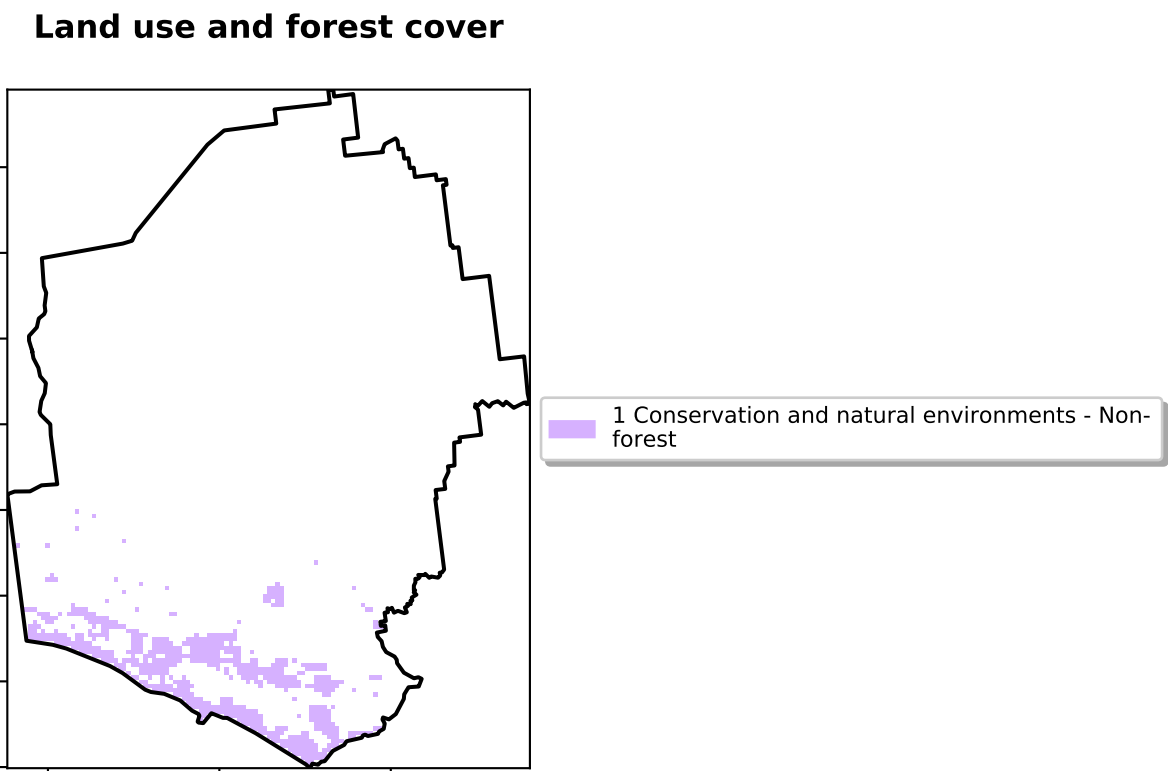 Land use and forest cover
1 Conservation and natural environments - Non-
forest